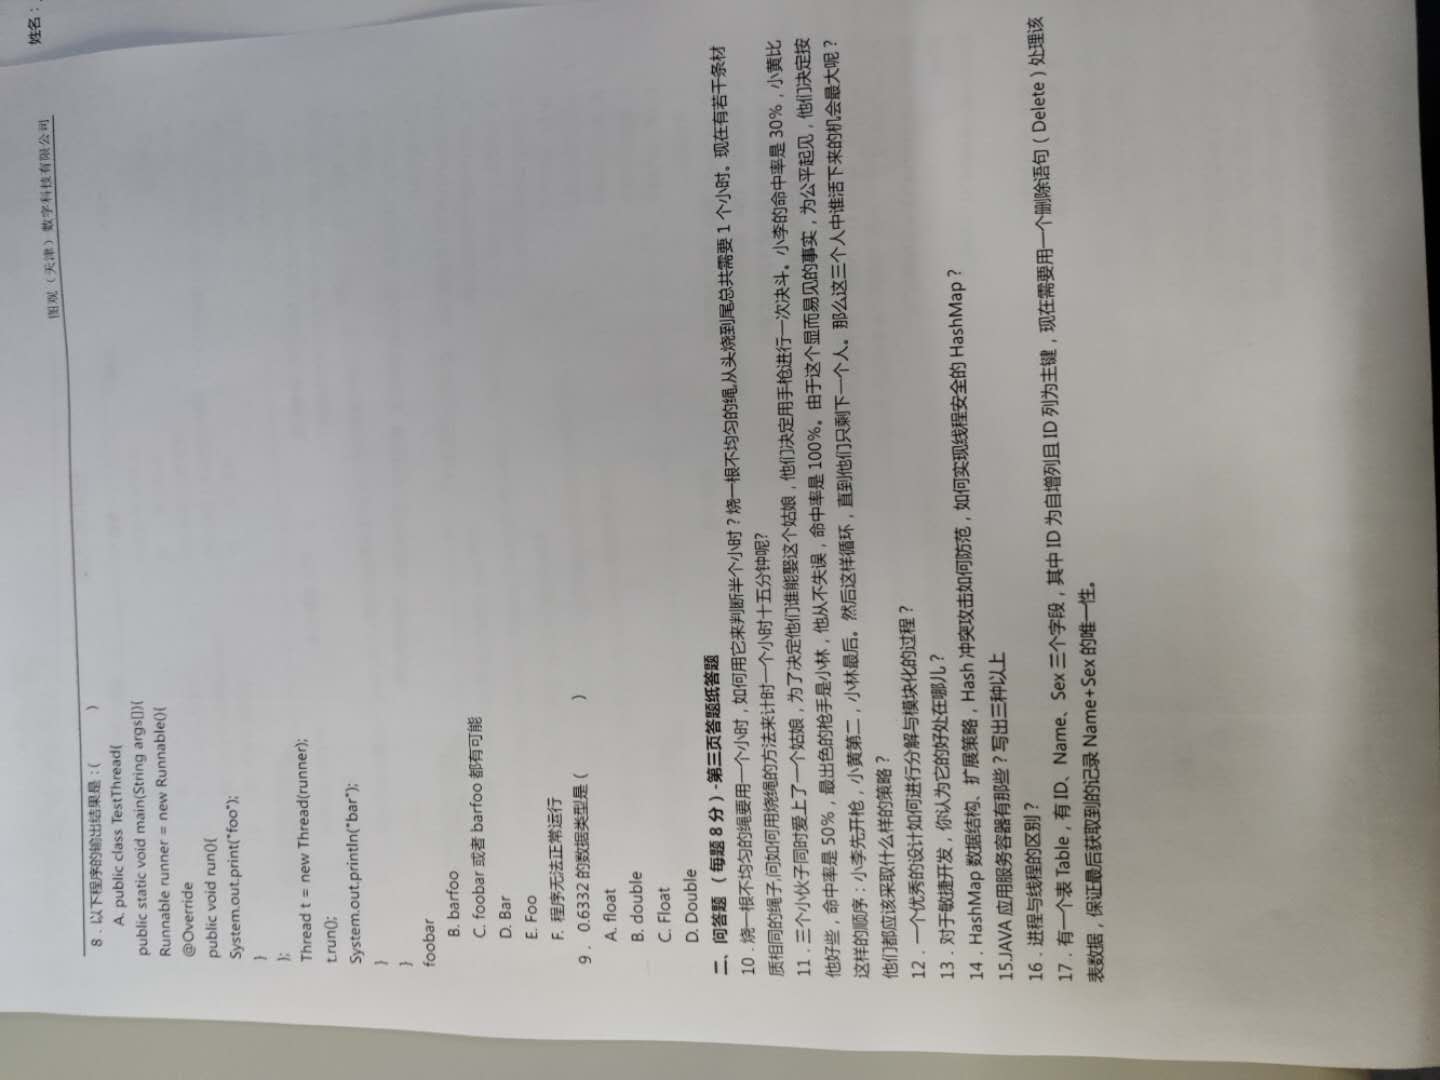 图观（天津）数字科技有限公司
姓名：
8．以下程序的输出结果是：( )
A. public class TestThread{
public static void main(String args[]){
Runnable runner = new Runnable(){
@Override
public void run(){
System.out.print("foo");
}
};
Thread t = new Thread(runner);
t.run();
System.out.println("bar");
}
}
foobar
B. barfoo
C. foobar 或者 barfoo 都有可能
D. Bar
E. Foo
F. 程序无法正常运行
9． 0.6332 的数据类型是 ( )
A. float
B. double
C. Float
D. Double
二、问答题 （每题 8 分）-第三页答题纸答题
10．烧一根不均匀的绳要用一个小时，如何用它来判断半个小时？烧一根不均匀的绳,从头烧到尾总共需要 1 个小时。现在有若干条材
质相同的绳子,问如何用烧绳的方法来计时一个小时十五分钟呢?
11．三个小伙子同时爱上了一个姑娘，为了决定他们谁能娶这个姑娘，他们决定用手枪进行一次决斗。小李的命中率是 30%，小黄比
他好些，命中率是 50%，最出色的枪手是小林，他从不失误，命中率是 100%。由于这个显而易见的事实，为公平起见，他们决定按
这样的顺序：小李先开枪，小黄第二，小林最后。然后这样循环，直到他们只剩下一个人。那么这三个人中谁活下来的机会最大呢？
他们都应该采取什么样的策略？
12．一个优秀的设计如何进行分解与模块化的过程？
13．对于敏捷开发，你认为它的好处在哪儿？
14．HashMap 数据结构、扩展策略，Hash 冲突攻击如何防范，如何实现线程安全的 HashMap？
15.JAVA 应用服务容器有那些？写出三种以上
16．进程与线程的区别？
17．有一个表 Table，有 ID、Name、Sex 三个字段，其中 ID 为自增列且 ID 列为主键，现在需要用一个删除语句（Delete）处理该
表数据，保证最后获取到的记录 Name+Sex 的唯一性。